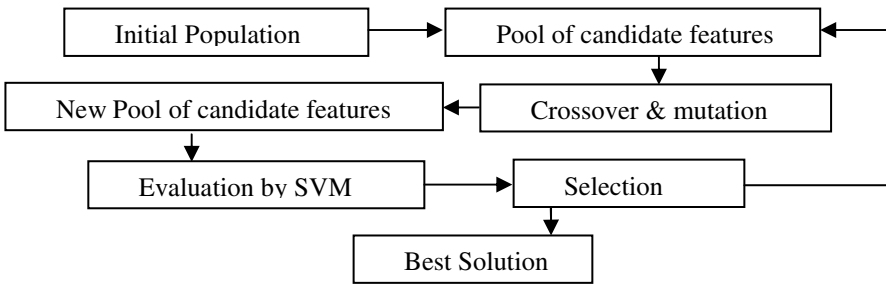 Initial Population
Pool of candidate features
New Pool of candidate features
Crossover & mutation
Evaluation by SVM
Selection
Best Solution